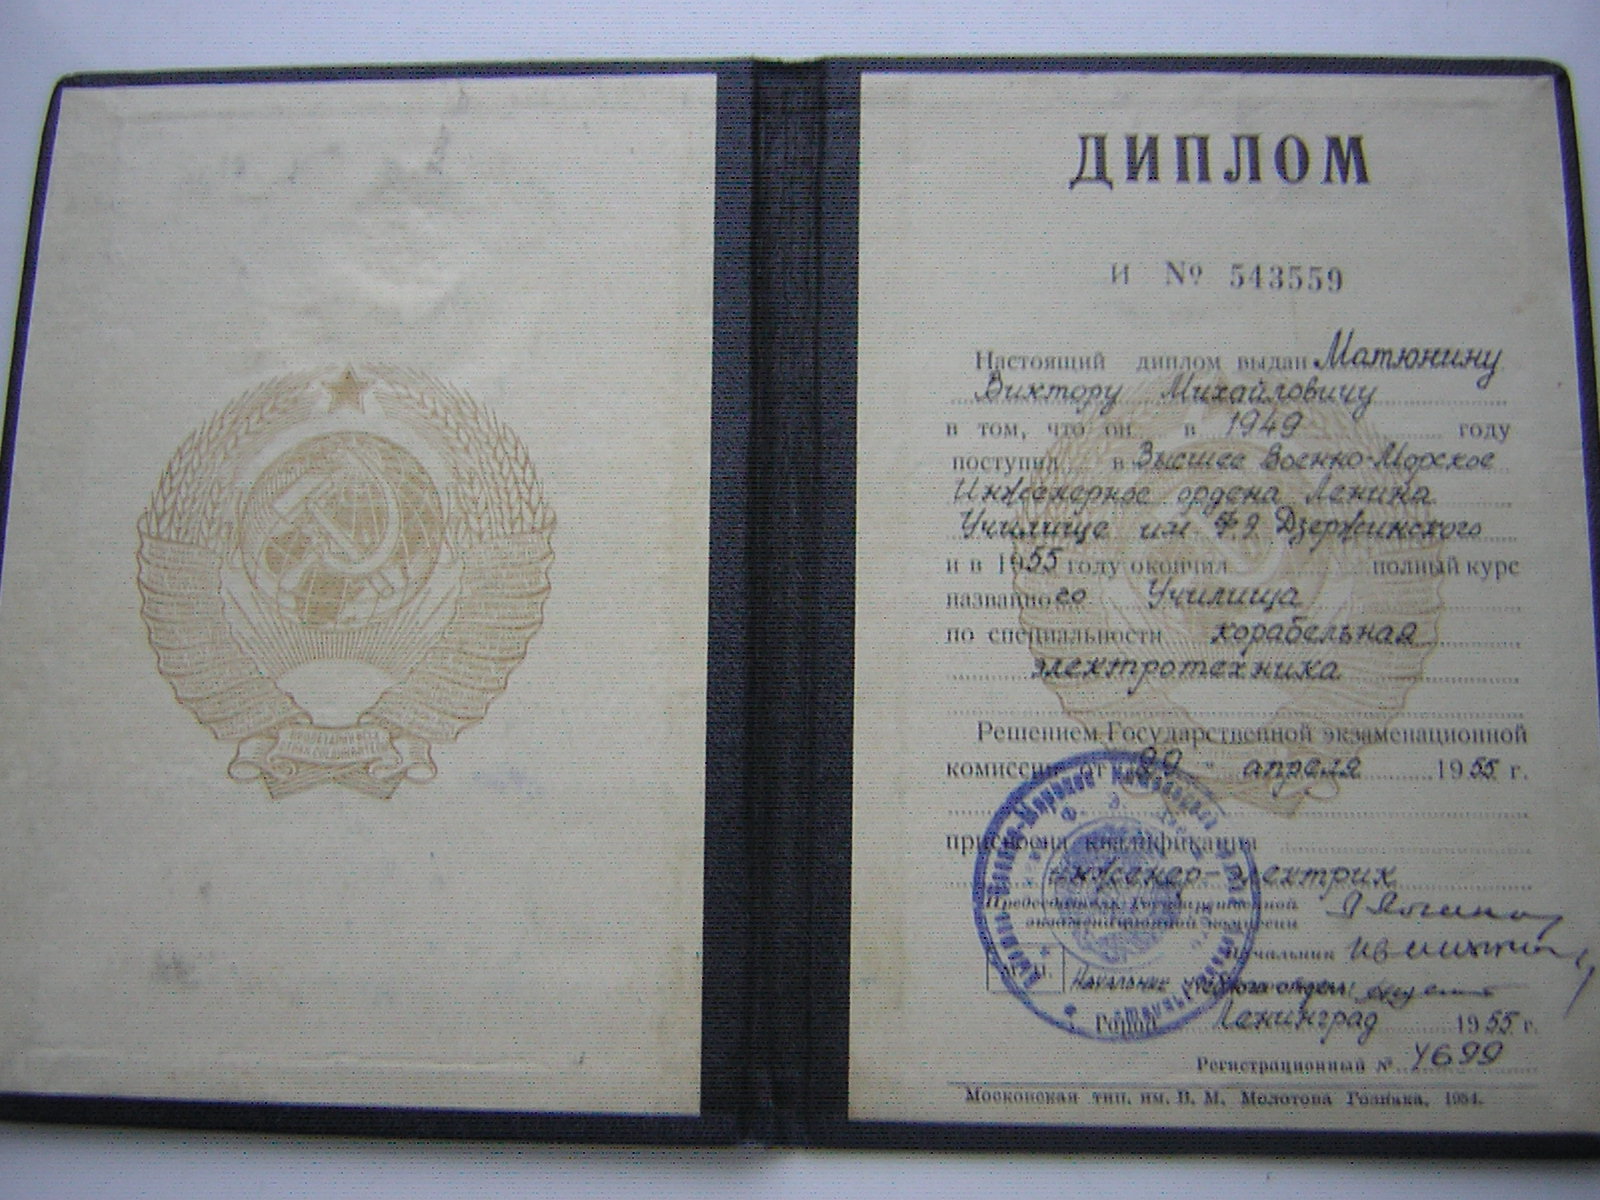 ДИПЛОМ
И № 543559
Настоящий диплом выдан Матюнину
Виктору Михайловичу
в том, что он в 1949 году
поступил в Высшее Военно-Морское
Инженерное ордена Ленина
Училище им. Ф.Э. Дзержинского
и в 1955 году окончил полный курс
названного Училища
по специальности корабельная
электротехника
Решением Государственной экзаменационной
комиссии от апреля 1955 г.
присвоена квалификация
инженер-электрик
Председатель Государственной
экзаменационной комиссии
Начальник
М.П. Начальник учебного отдела
Город Ленинград 1955 г.
Регистрационный № 4699
Московская тип. им. В. М. Молотова Гознака. 1954.